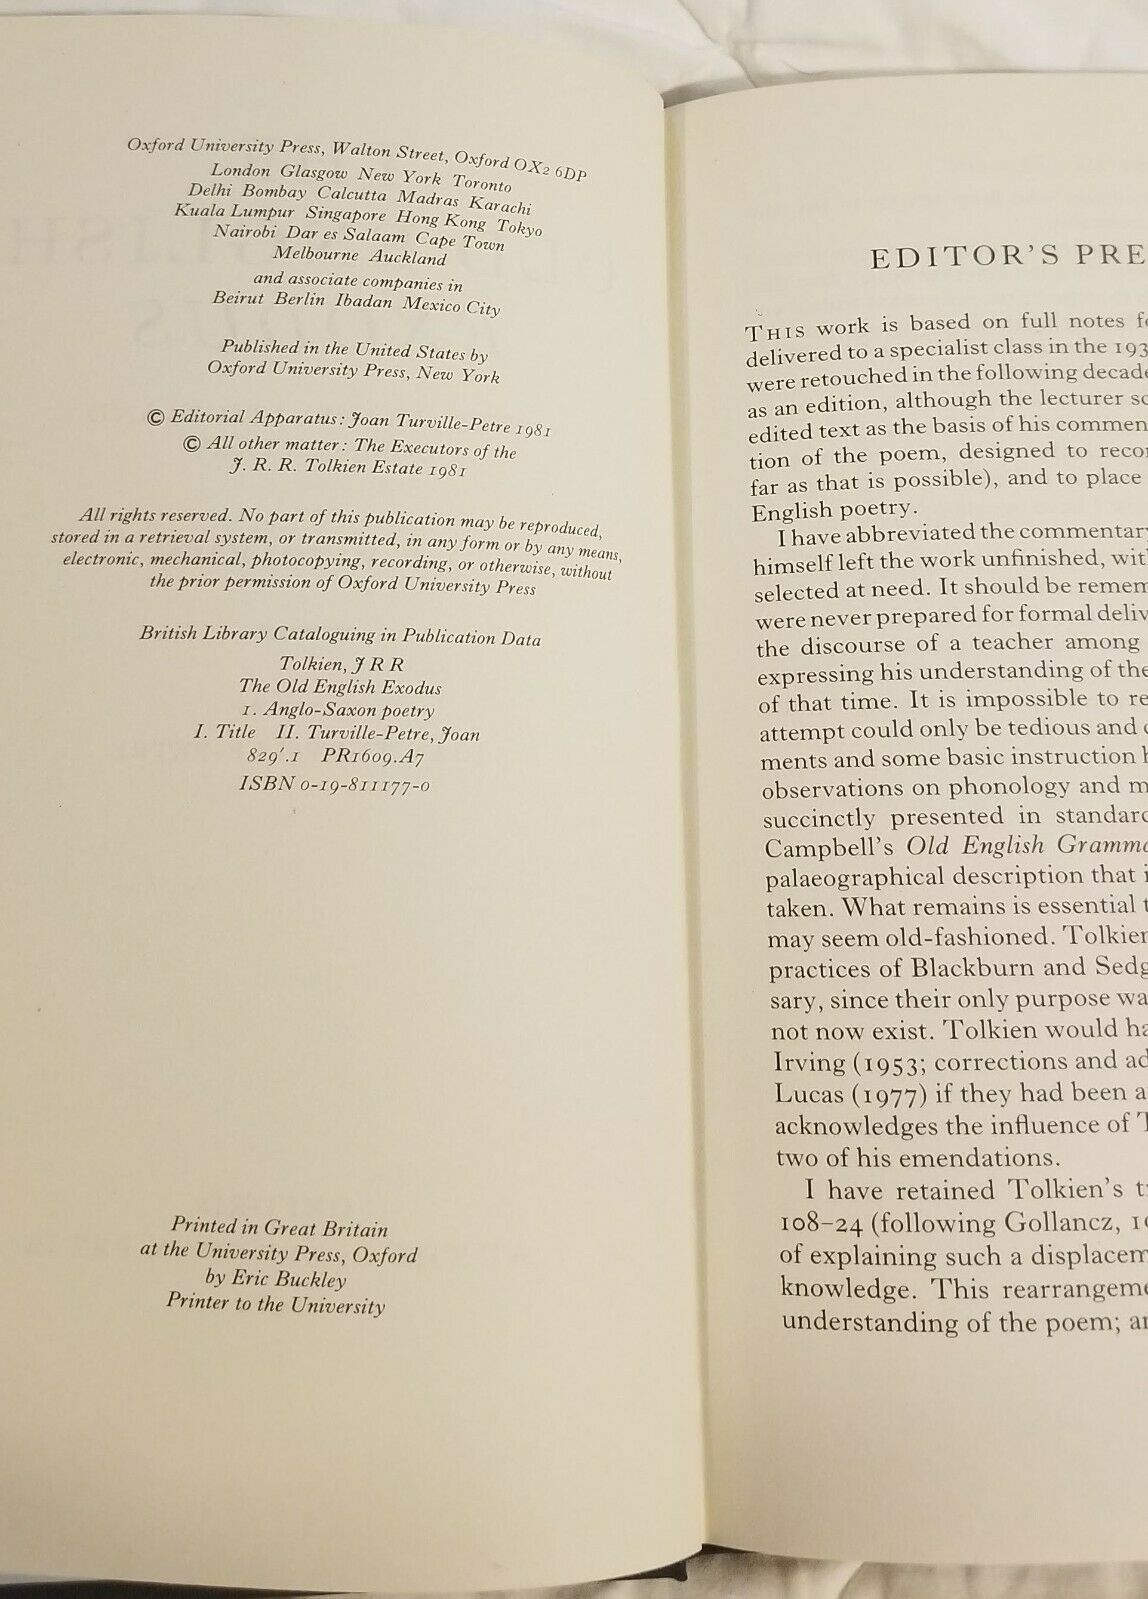 Oxford University Press, Walton Street, Oxford OX2 6DP
London Glasgow New York Toronto
Delhi Bombay Calcutta Madras Karachi
Kuala Lumpur Singapore Hong Kong Tokyo
Nairobi Dar es Salaam Cape Town
Melbourne Auckland
and associate companies in
Beirut Berlin Ibadan Mexico City
Published in the United States by
Oxford University Press, New York
© Editorial Apparatus: Joan Turville-Petre 1981
© All other matter: The Executors of the
J. R. R. Tolkien Estate 1981
All rights reserved. No part of this publication may be reproduced,
stored in a retrieval system, or transmitted, in any form or by any means,
electronic, mechanical, photocopying, recording, or otherwise, without
the prior permission of Oxford University Press
British Library Cataloguing in Publication Data
Tolkien, J R R
The Old English Exodus
1. Anglo-Saxon poetry
I. Title II. Turville-Petre, Joan
829'.1 PR1609.A7
ISBN 0-19-811177-0
Printed in Great Britain
at the University Press, Oxford
by Eric Buckley
Printer to the University
EDITOR'S PRE
THIS work is based on full notes
delivered to a specialist class in the 193
were retouched in the following decade
as an edition, although the lecturer
edited text as the basis of his commen
tion of the poem, designed to recor
far as that is possible), and to place
English poetry.
I have abbreviated the commentary
himself left the work unfinished, wit
selected at need. It should be remem
were never prepared for formal deliv
the discourse of a teacher among
expressing his understanding of the
of that time. It is impossible to re
attempt could only be tedious and
ments and some basic instruction
observations on phonology and m
succinctly presented in standard
Campbell's Old English Gramma
palaeographical description that i
taken. What remains is essential t
may seem old-fashioned. Tolkien
practices of Blackburn and Sedg
sary, since their only purpose wa
not now exist. Tolkien would ha
Irving (1953; corrections and ad
Lucas (1977) if they had been a
acknowledges the influence of T
two of his emendations.
I have retained Tolkien's t
108–24 (following Gollancz, 19
of explaining such a displacem
knowledge. This rearrangeme
understanding of the poem; an